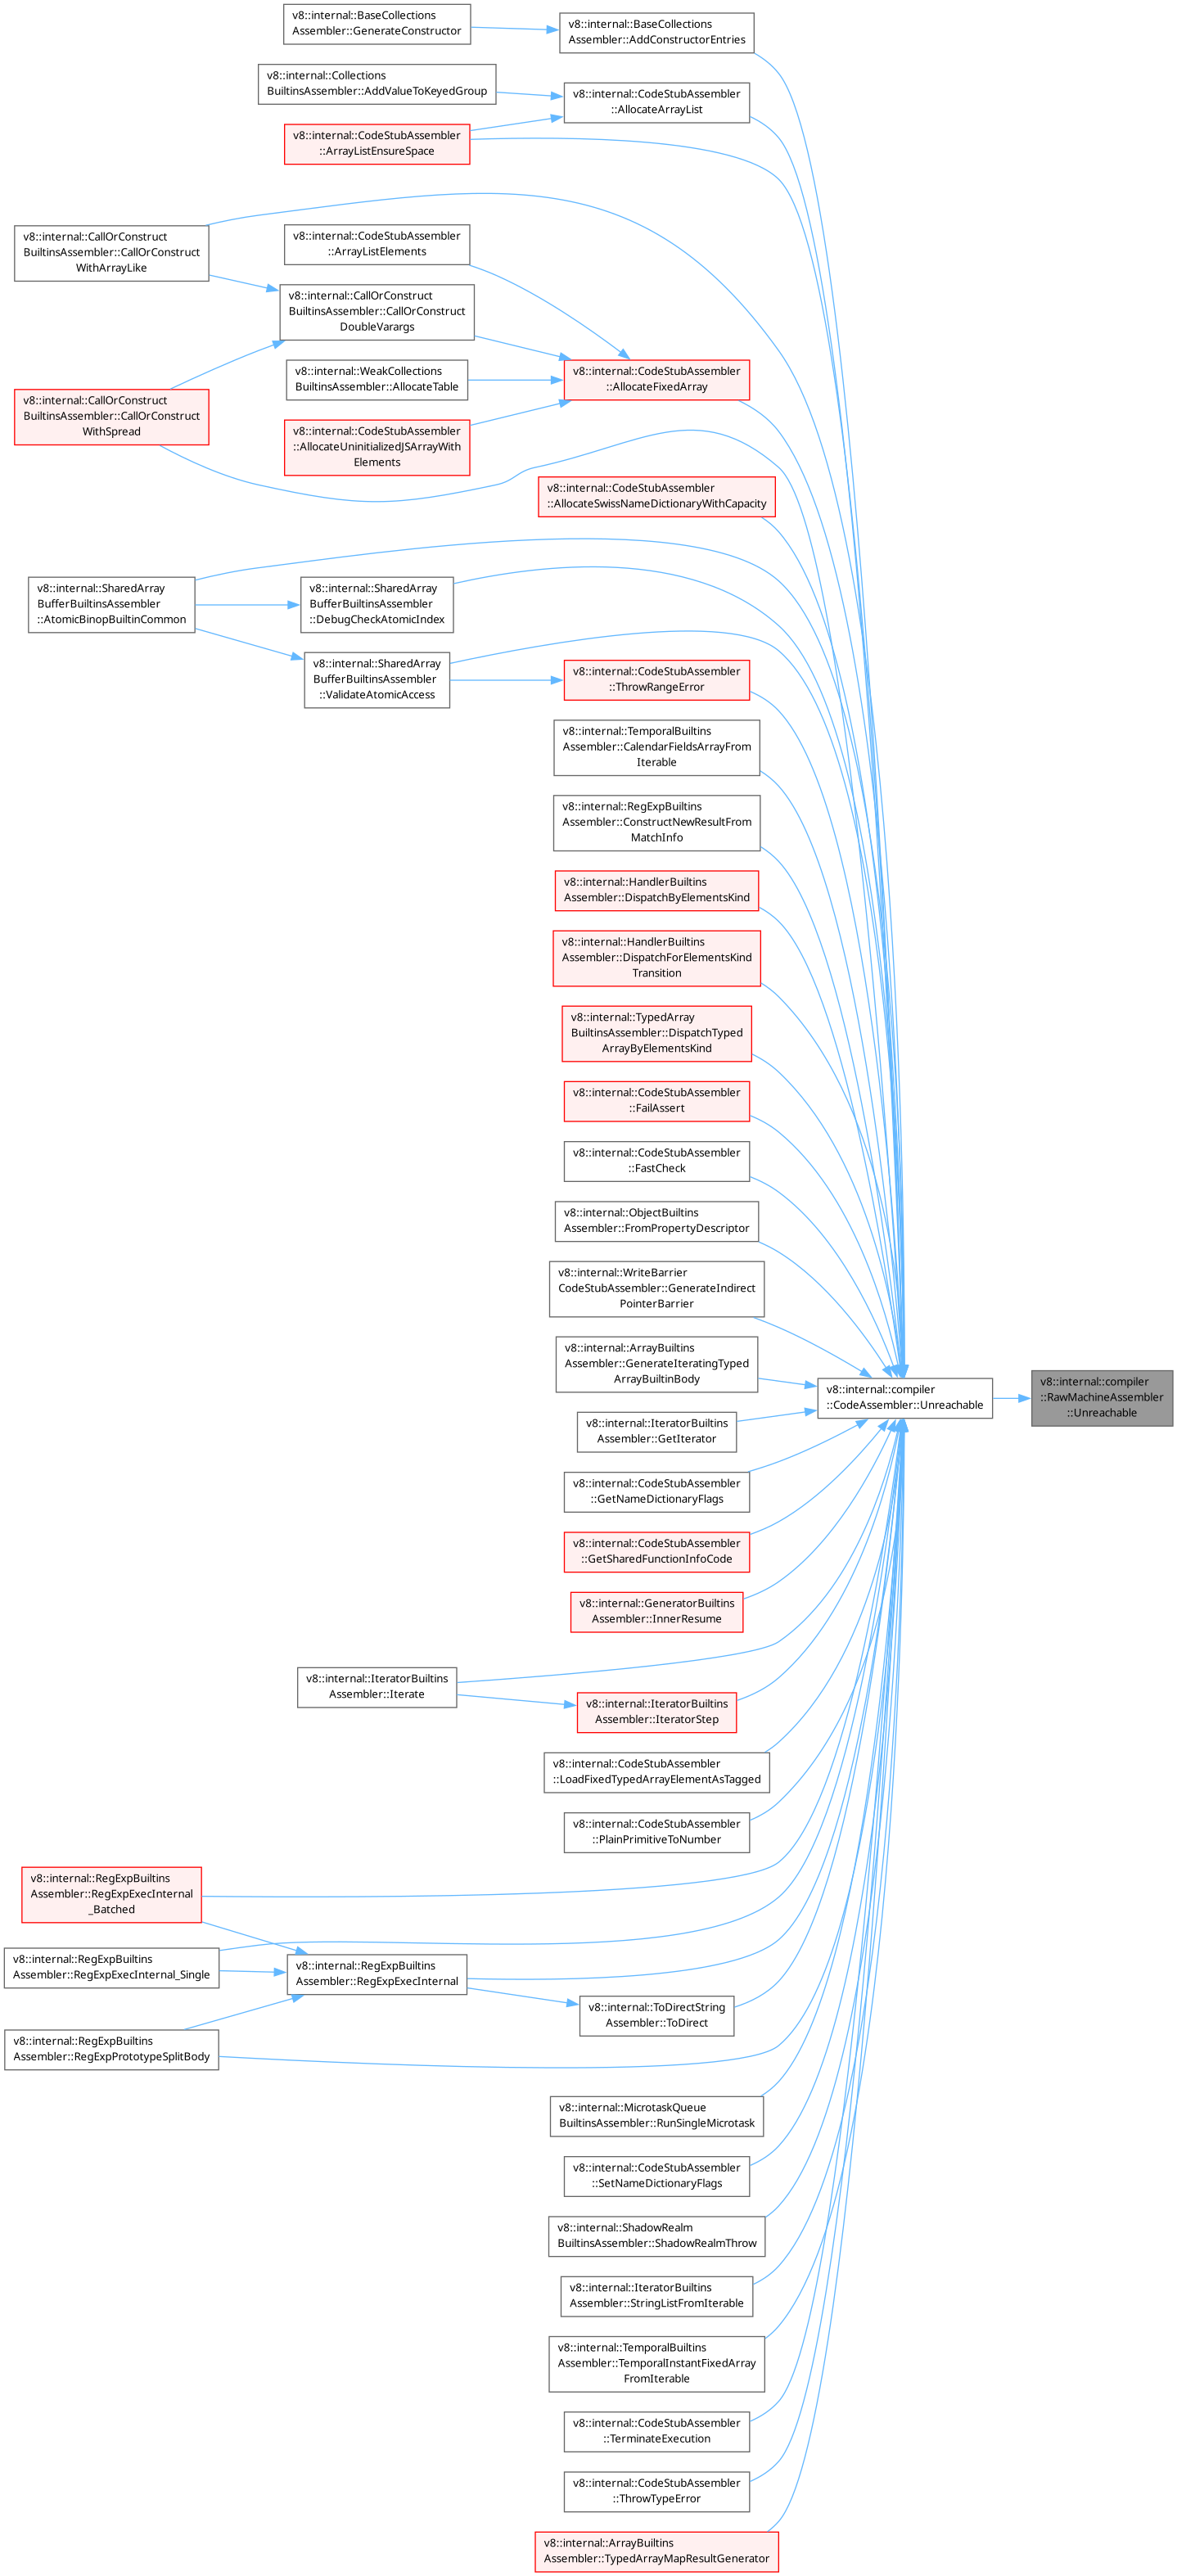 v8::internal::BaseCollections
Assembler::GenerateConstructor
v8::internal::BaseCollections
Assembler::AddConstructorEntries
v8::internal::Collections
BuiltinsAssembler::AddValueToKeyedGroup
v8::internal::CodeStubAssembler
::AllocateArrayList
v8::internal::CodeStubAssembler
::ArrayListEnsureSpace
v8::internal::CallOrConstruct
BuiltinsAssembler::CallOrConstruct
WithArrayLike
v8::internal::CodeStubAssembler
::ArrayListElements
v8::internal::CallOrConstruct
BuiltinsAssembler::CallOrConstruct
DoubleVarargs
v8::internal::WeakCollections
BuiltinsAssembler::AllocateTable
v8::internal::CodeStubAssembler
::AllocateFixedArray
v8::internal::CallOrConstruct
BuiltinsAssembler::CallOrConstruct
WithSpread
v8::internal::CodeStubAssembler
::AllocateUninitializedJSArrayWith
Elements
v8::internal::CodeStubAssembler
::AllocateSwissNameDictionaryWithCapacity
v8::internal::SharedArray
BufferBuiltinsAssembler
::AtomicBinopBuiltinCommon
v8::internal::SharedArray
BufferBuiltinsAssembler
::DebugCheckAtomicIndex
v8::internal::SharedArray
BufferBuiltinsAssembler
::ValidateAtomicAccess
v8::internal::CodeStubAssembler
::ThrowRangeError
v8::internal::TemporalBuiltins
Assembler::CalendarFieldsArrayFrom
Iterable
v8::internal::RegExpBuiltins
Assembler::ConstructNewResultFrom
MatchInfo
v8::internal::HandlerBuiltins
Assembler::DispatchByElementsKind
v8::internal::HandlerBuiltins
Assembler::DispatchForElementsKind
Transition
v8::internal::TypedArray
BuiltinsAssembler::DispatchTyped
ArrayByElementsKind
v8::internal::CodeStubAssembler
::FailAssert
v8::internal::CodeStubAssembler
::FastCheck
v8::internal::ObjectBuiltins
Assembler::FromPropertyDescriptor
v8::internal::WriteBarrier
CodeStubAssembler::GenerateIndirect
PointerBarrier
v8::internal::ArrayBuiltins
Assembler::GenerateIteratingTyped
ArrayBuiltinBody
v8::internal::compiler
::CodeAssembler::Unreachable
v8::internal::compiler
::RawMachineAssembler
::Unreachable
v8::internal::IteratorBuiltins
Assembler::GetIterator
v8::internal::CodeStubAssembler
::GetNameDictionaryFlags
v8::internal::CodeStubAssembler
::GetSharedFunctionInfoCode
v8::internal::GeneratorBuiltins
Assembler::InnerResume
v8::internal::IteratorBuiltins
Assembler::Iterate
v8::internal::IteratorBuiltins
Assembler::IteratorStep
v8::internal::CodeStubAssembler
::LoadFixedTypedArrayElementAsTagged
v8::internal::CodeStubAssembler
::PlainPrimitiveToNumber
v8::internal::RegExpBuiltins
Assembler::RegExpExecInternal
_Batched
v8::internal::RegExpBuiltins
Assembler::RegExpExecInternal_Single
v8::internal::RegExpBuiltins
Assembler::RegExpExecInternal
v8::internal::ToDirectString
Assembler::ToDirect
v8::internal::RegExpBuiltins
Assembler::RegExpPrototypeSplitBody
v8::internal::MicrotaskQueue
BuiltinsAssembler::RunSingleMicrotask
v8::internal::CodeStubAssembler
::SetNameDictionaryFlags
v8::internal::ShadowRealm
BuiltinsAssembler::ShadowRealmThrow
v8::internal::IteratorBuiltins
Assembler::StringListFromIterable
v8::internal::TemporalBuiltins
Assembler::TemporalInstantFixedArray
FromIterable
v8::internal::CodeStubAssembler
::TerminateExecution
v8::internal::CodeStubAssembler
::ThrowTypeError
v8::internal::ArrayBuiltins
Assembler::TypedArrayMapResultGenerator